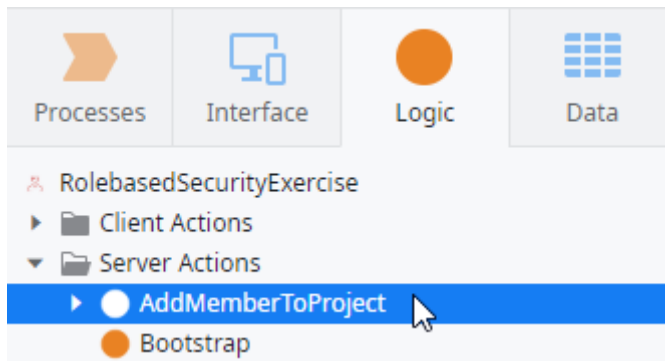 Processes Interface Logic Data
RolebasedSecurityExercise
Client Actions
Server Actions
AddMemberToProject
Bootstrap